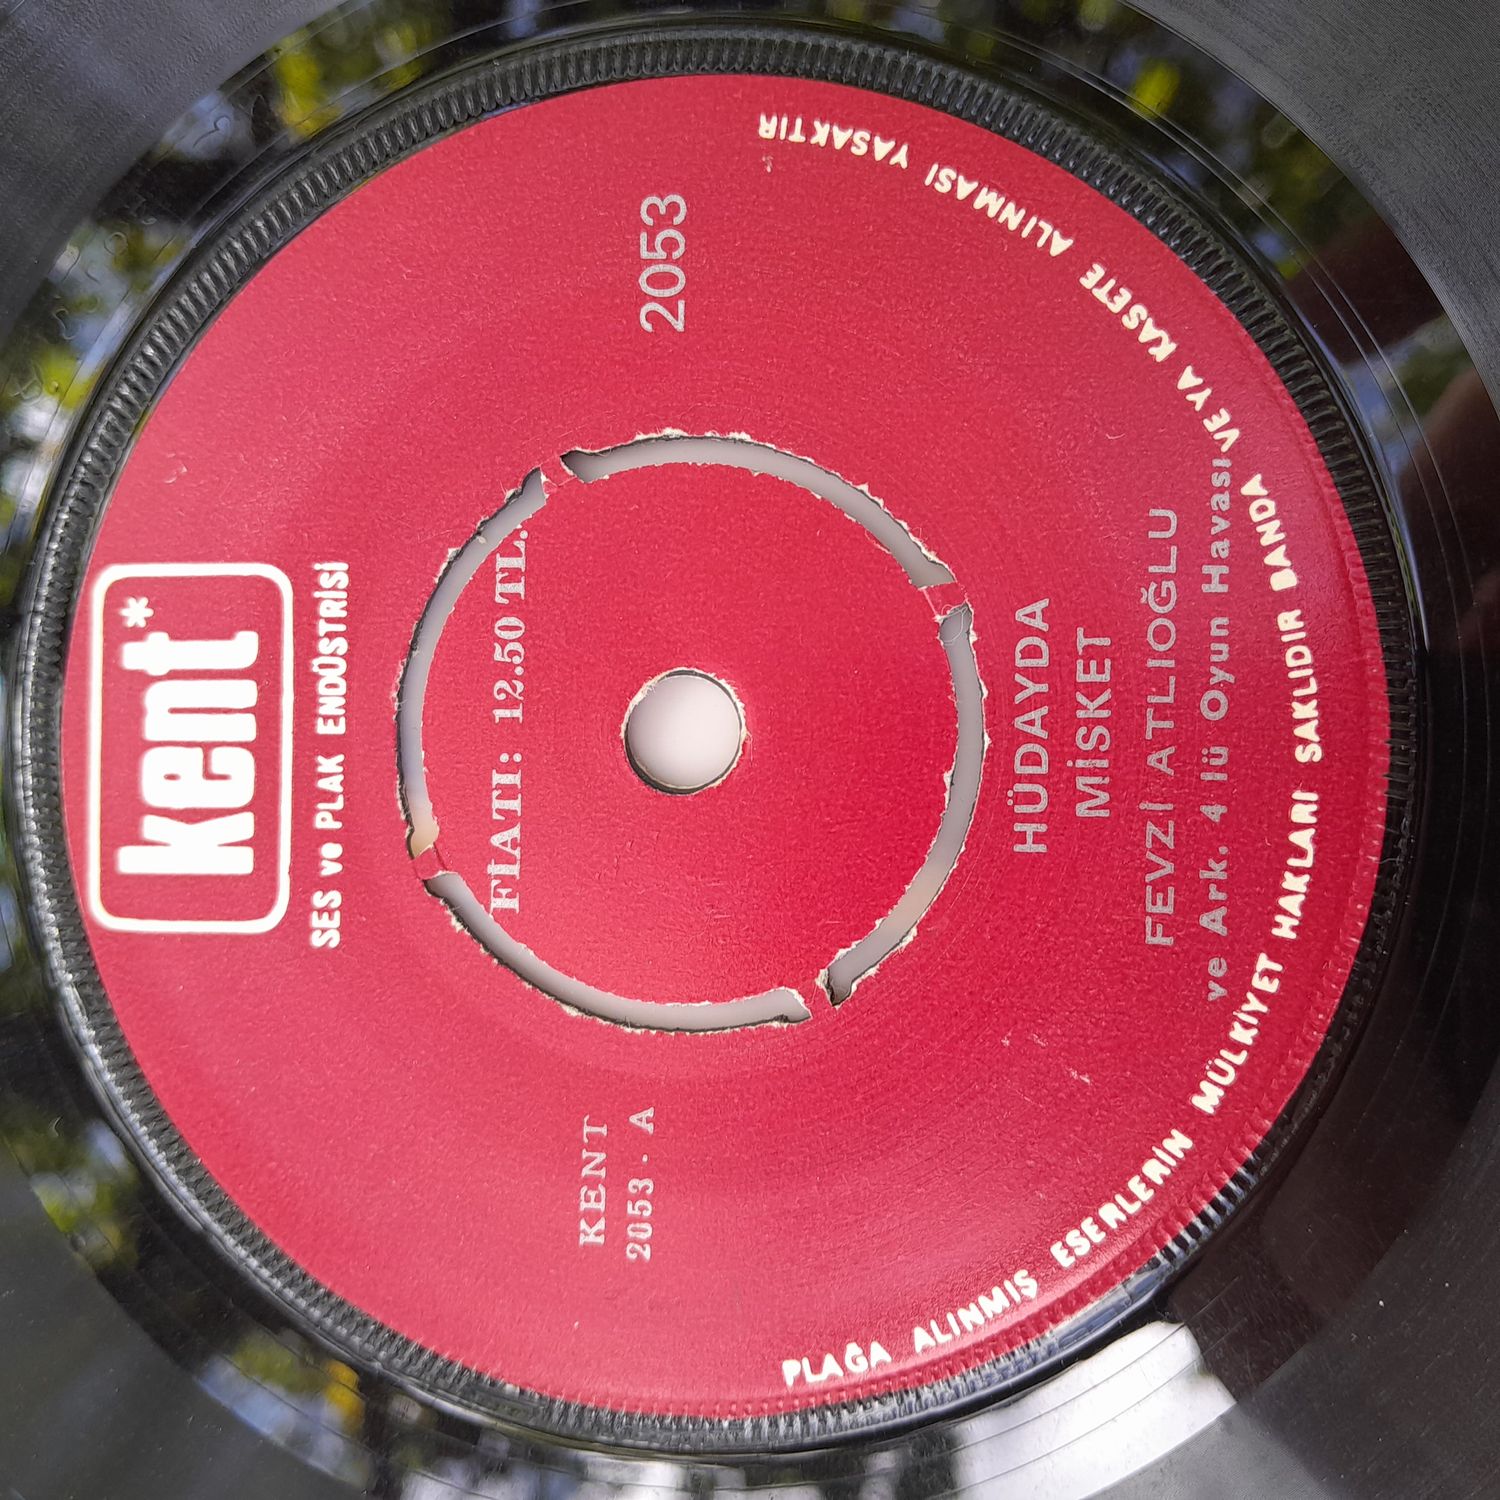 kent*
SES ve PLAK ENDÜSTRİSİ
FİATI: 12.50 TL.
KENT
2053 . A
2053
HÜDAYDA
MİSKET
FEVZİ ATLIOĞLU
ve Ark. 4 lü Oyun Havası
PLAĞA ALINMIŞ ESERLERİN MÜLKİYET HAKLARI SAKLIDIR BANDA VEYA KASETE ALINMASI YASAKTIR